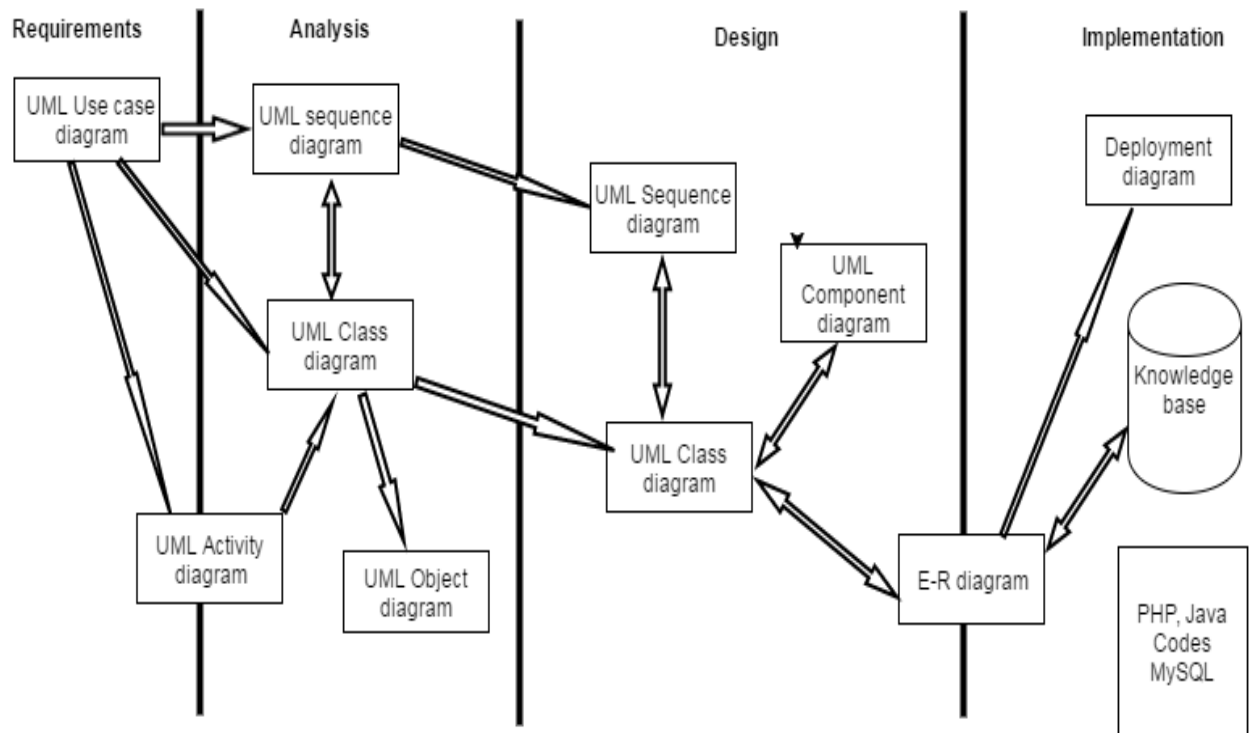 Requirements
Analysis
Design
Implementation
UML Use case
diagram
UML sequence
diagram
UML Sequence
diagram
UML
Component
diagram
Deployment
diagram
UML Class
diagram
Knowledge
base
UML Class
diagram
UML Activity
diagram
UML Object
diagram
E-R diagram
PHP, Java
Codes
MySQL